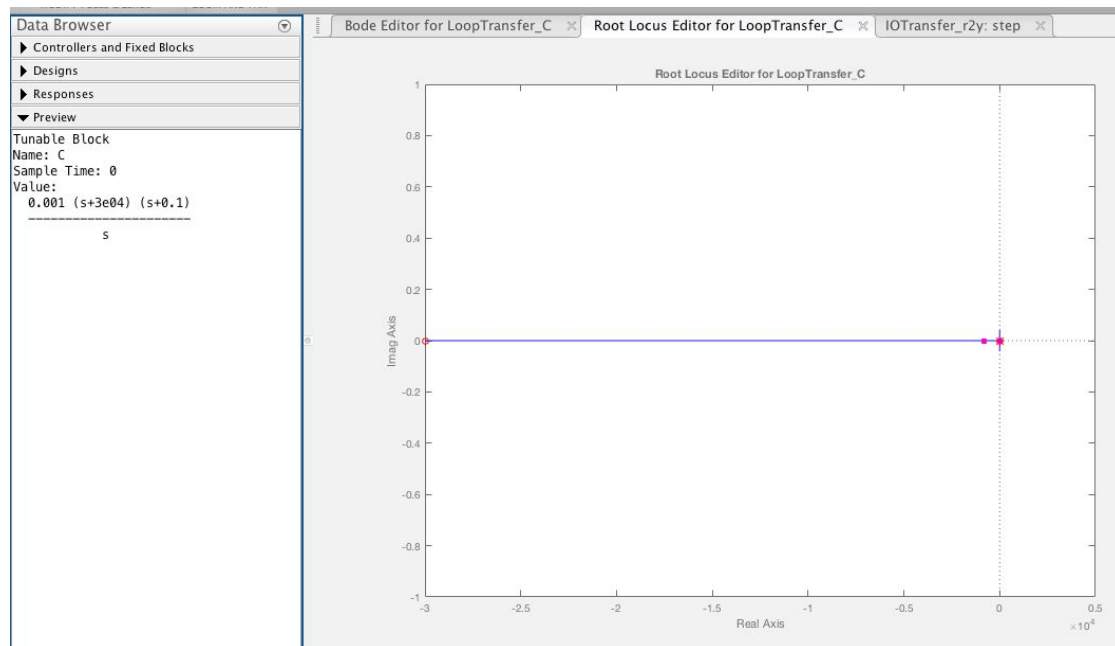 Data Browser
Controllers and Fixed Blocks
Designs
Responses
Preview
Tunable Block
Name: C
Sample Time: 0
Value:
0.001 (s+3e04) (s+0.1)
----------------------
s
Bode Editor for LoopTransfer_C
Root Locus Editor for LoopTransfer_C
IOTransfer_r2y: step
Root Locus Editor for LoopTransfer_C
Imag Axis
1
0.8
0.6
0.4
0.2
0
-0.2
-0.4
-0.6
-0.8
-1
-3 -2.5 -2 -1.5 -1 -0.5 0 0.5
Real Axis
×10⁴